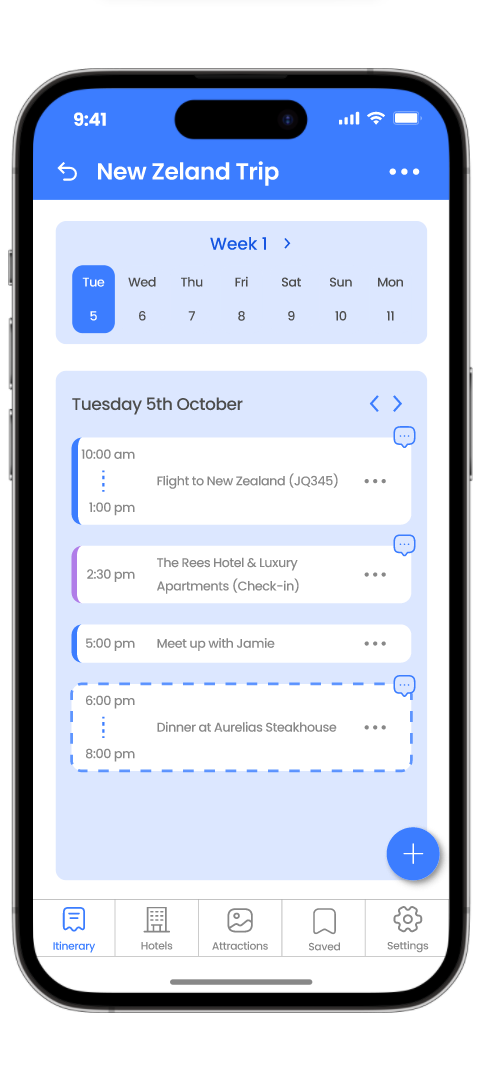 9:41
New Zeland Trip
Week 1
Tue Wed Thu Fri Sat Sun Mon
5 6 7 8 9 10 11
Tuesday 5th October
10:00 am
Flight to New Zealand (JQ345)
1:00 pm
2:30 pm
The Rees Hotel & Luxury
Apartments (Check-in)
5:00 pm Meet up with Jamie
6:00 pm
Dinner at Aurelias Steakhouse
8:00 pm
Itinerary Hotels Attractions Saved Settings